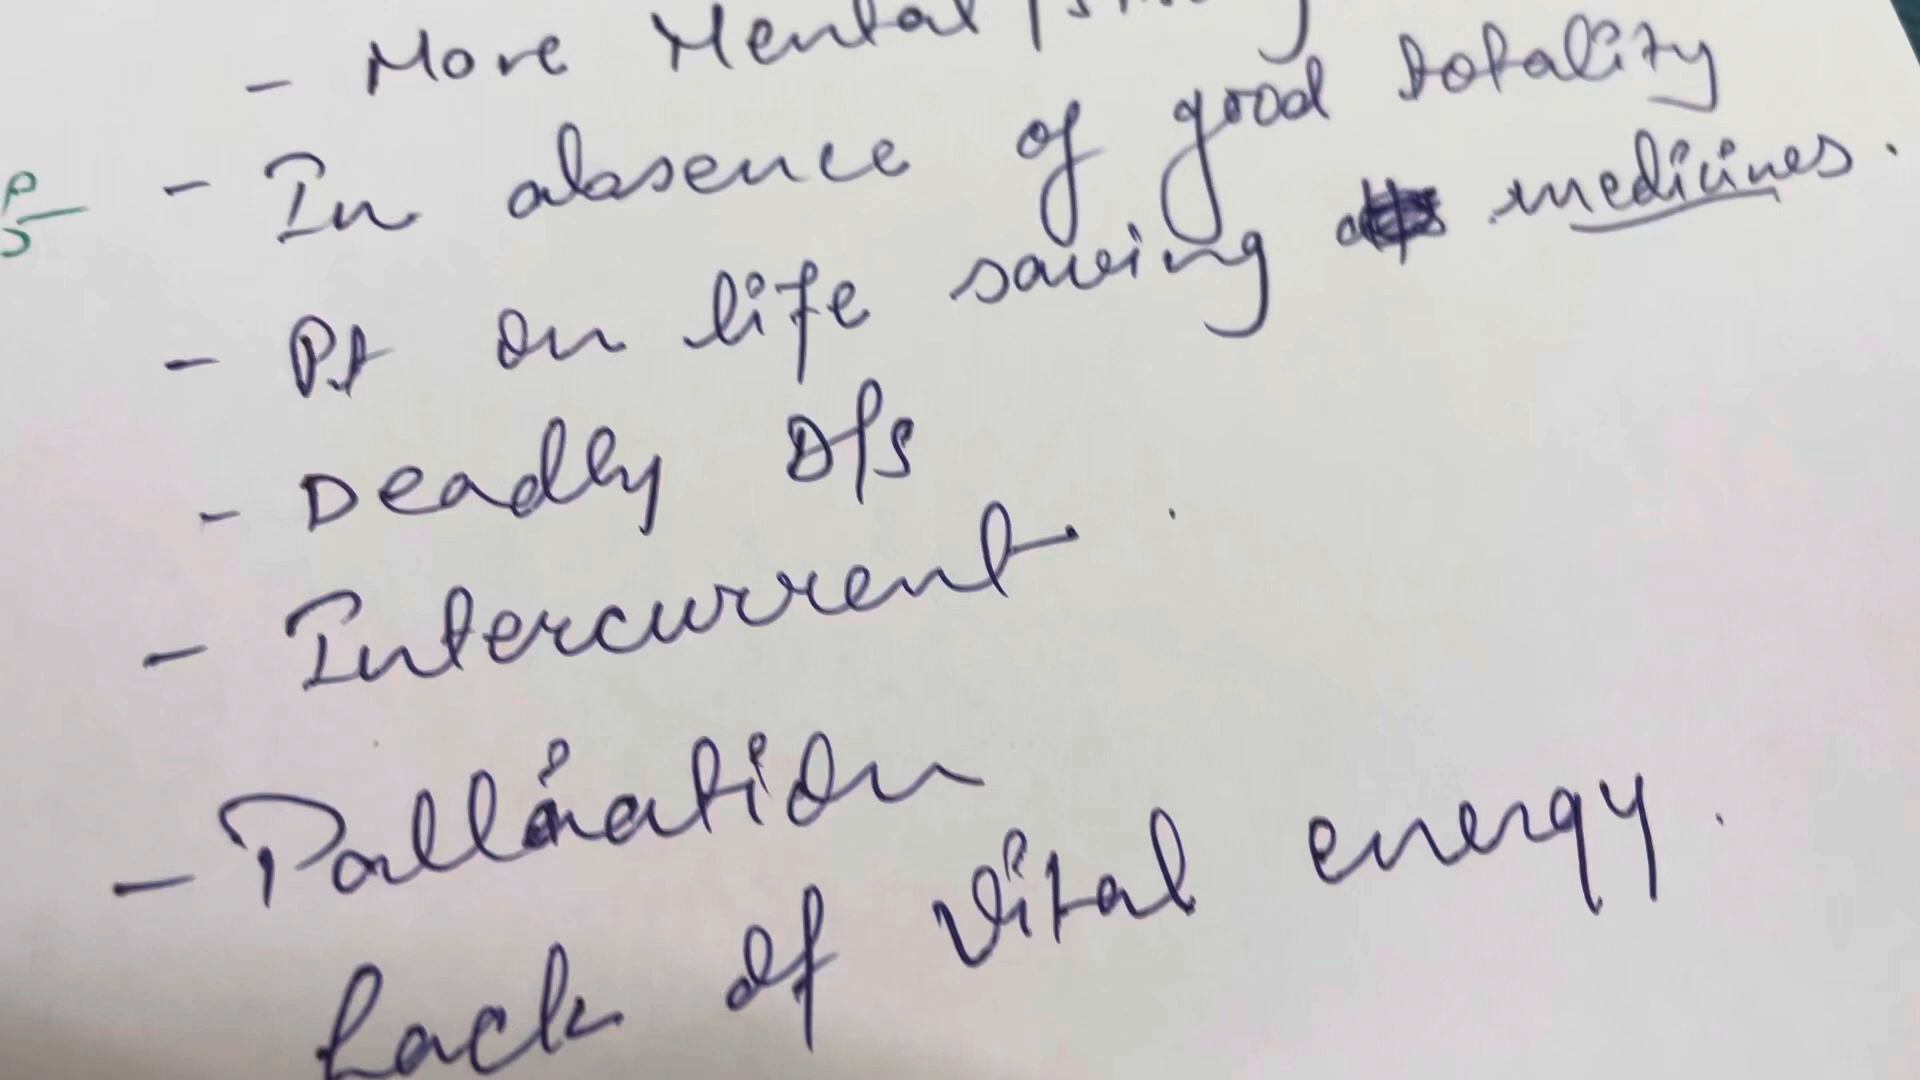 - More Mental
- In absence of good totality
- Pt on life saving medicines.
- Deadly D/s
- Intercurrent
- Palliation
Lack of vital energy.